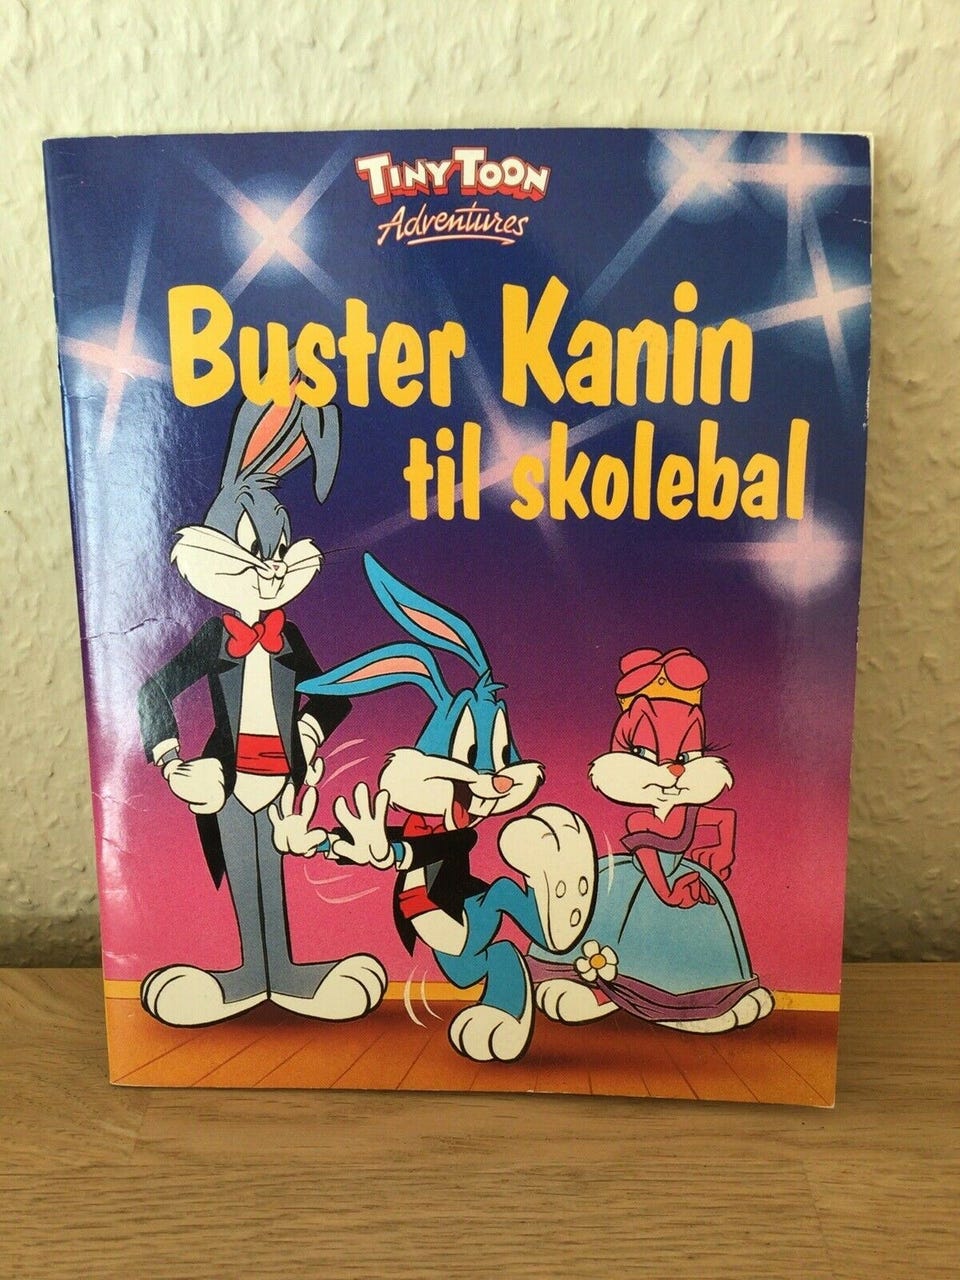 TINY TOON
Adventures
Buster Kanin
til skolebal